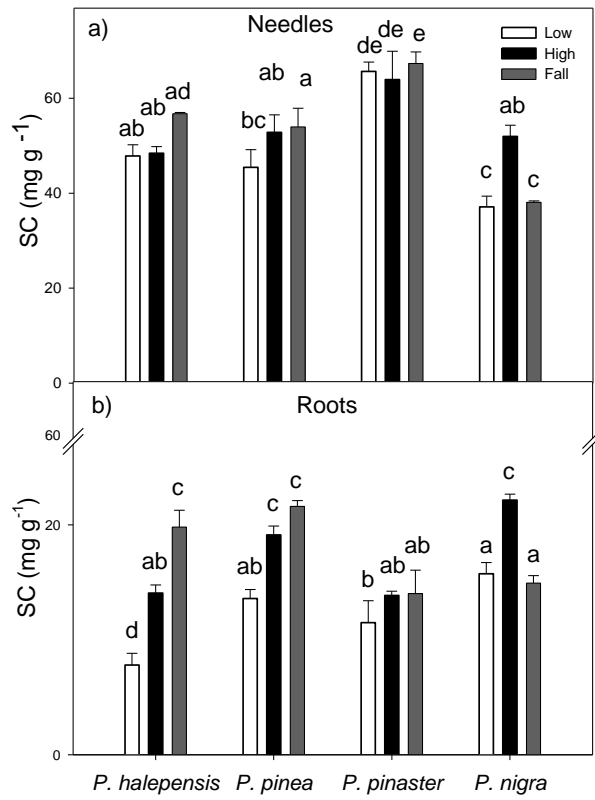 a) Needles
Low
High
Fall
de de e
ad
ab ab
ab a
bc
ab
c c
60
40
20
0
SC (mg g -1)
b) Roots
60
20
0
SC (mg g-1)
d ab c
ab c c
b ab ab
a c a
P. halepensis P. pinea P. pinaster P. nigra